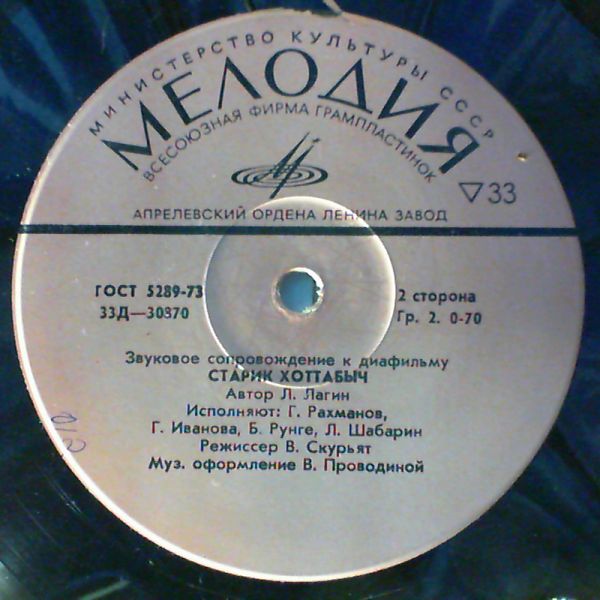 МИНИСТЕРСТВО КУЛЬТУРЫ СССР
МЕЛОДИЯ
ВСЕСОЮЗНАЯ ФИРМА ГРАМПЛАСТИНОК
33
АПРЕЛЕВСКИЙ ОРДЕНА ЛЕНИНА ЗАВОД
ГОСТ 5289-73
33Д—30870
2 сторона
Гр. 2. 0-70
Звуковое сопровождение к диафильму
СТАРИК ХОТТАБЫЧ
Автор Л. Лагин
Исполняют: Г. Рахманов,
Г. Иванова, Б. Рунге, Л. Шабарин
Режиссер В. Скурьят
Муз. оформление В. Проводиной